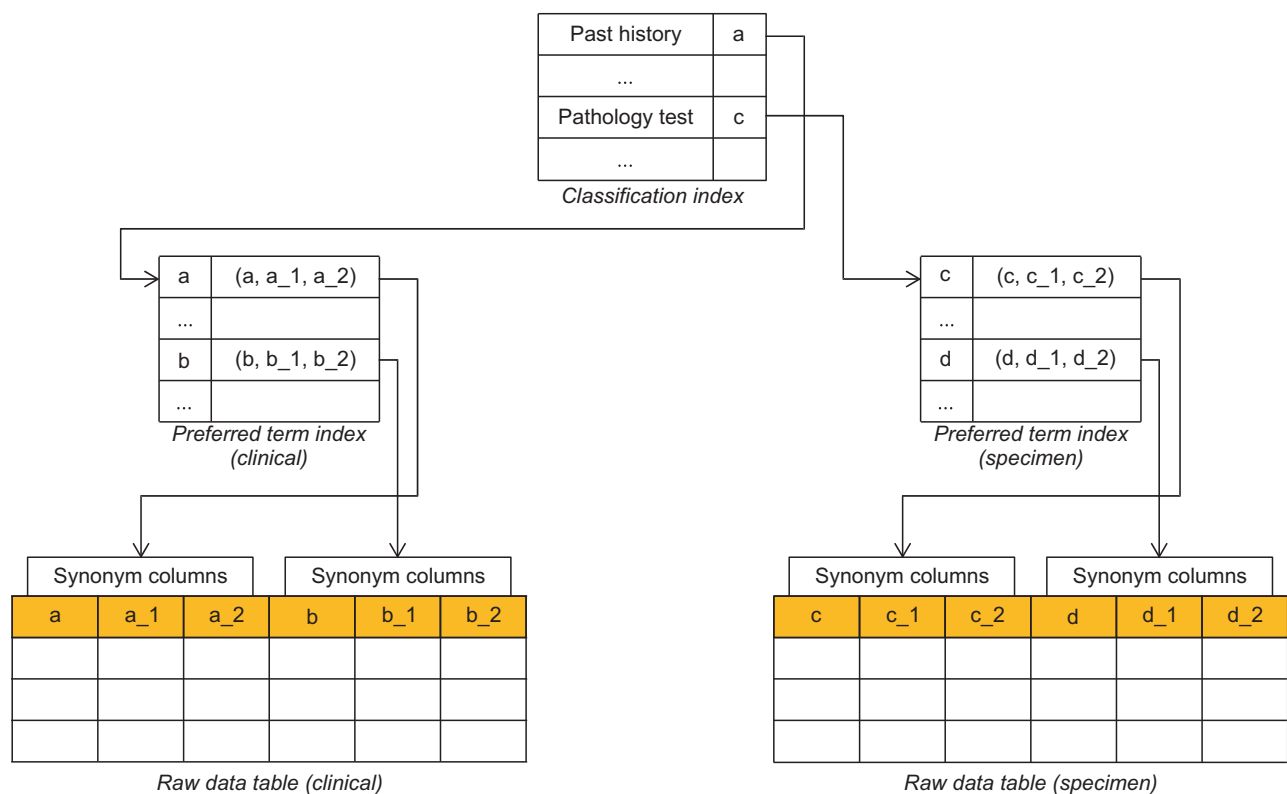 Past history a
...
Pathology test c
...
Classification index
a (a, a_1, a_2)
...
b (b, b_1, b_2)
...
Preferred term index
(clinical)
c (c, c_1, c_2)
...
d (d, d_1, d_2)
...
Preferred term index
(specimen)
Synonym columns Synonym columns
a a_1 a_2 b b_1 b_2
Raw data table (clinical)
Synonym columns Synonym columns
c c_1 c_2 d d_1 d_2
Raw data table (specimen)